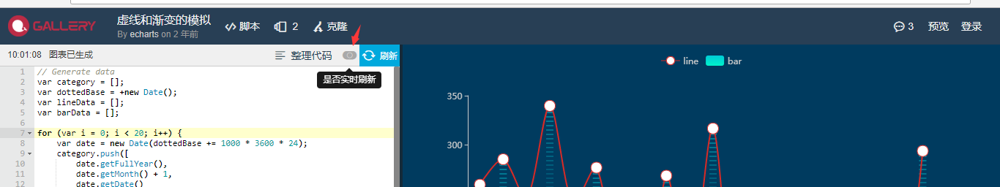 GALLERY 虚线和渐变的模拟 脚本 2 克隆 3 预览 登录
By echarts on 2 年前
10:01:08 图表已生成 整理代码 刷新
是否实时刷新
line bar
350
300
1 // Generate data
2 var category = [];
3 var dottedBase = +new Date();
4 var lineData = [];
5 var barData = [];
6
7 for (var i = 0; i < 20; i++) {
8 var date = new Date(dottedBase += 1000 * 3600 * 24);
9 category.push([
10 date.getFullYear(),
11 date.getMonth() + 1,
12 date.getDate()